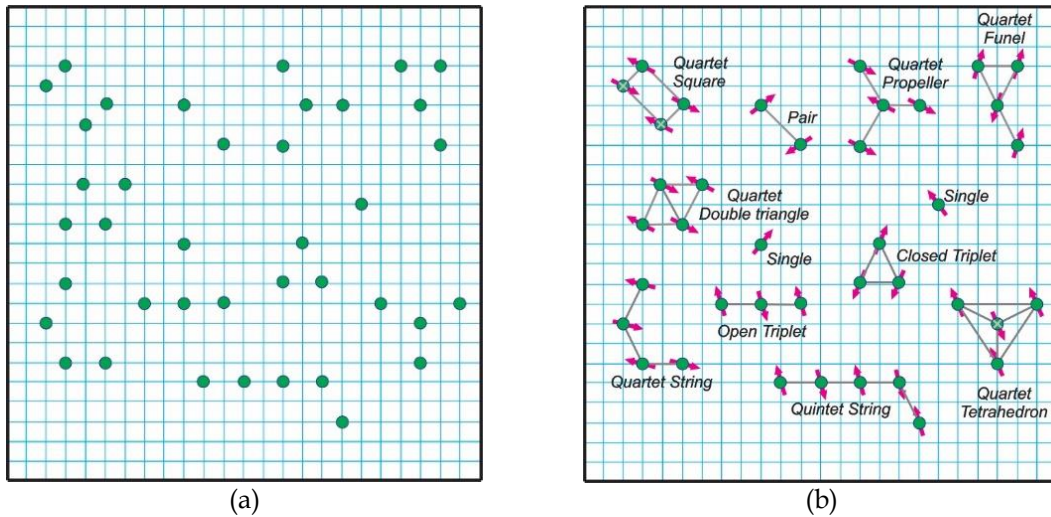 Quartet
Funel
Quartet
Square
Quartet
Propeller
Pair
Quartet
Double triangle
Single
Single
Closed Triplet
Open Triplet
Quartet String
Quintet String
Quartet
Tetrahedron
(a)
(b)